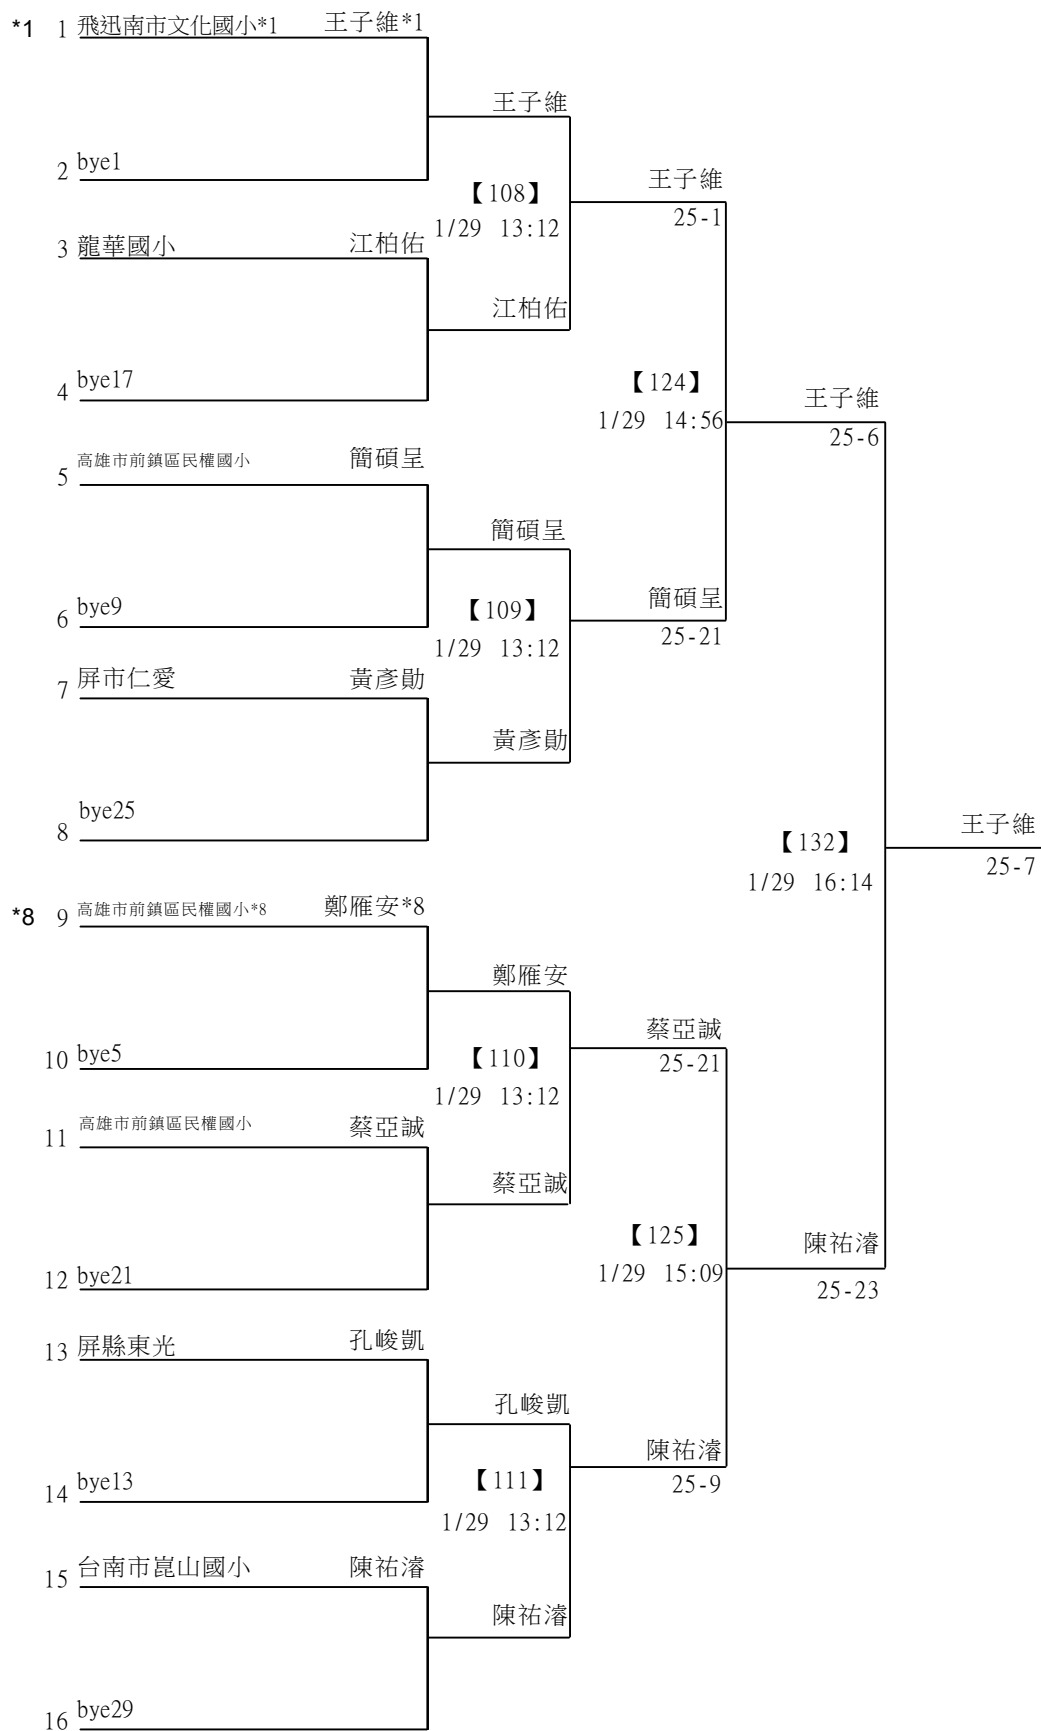 *1 1 飛迅南市文化國小*1 王子維*1
王子維
2 bye1
王子維
【108】
25-1
1/29 13:12
3 龍華國小 江柏佑
江柏佑
4 bye17
【124】
王子維
1/29 14:56
25-6
5 高雄市前鎮區民權國小 簡碩呈
簡碩呈
6 bye9
【109】
簡碩呈
25-21
1/29 13:12
7 屏市仁愛 黃彥勛
黃彥勛
8 bye25
王子維
【132】
25-7
1/29 16:14
*8 9 高雄市前鎮區民權國小*8 鄭雁安*8
鄭雁安
蔡亞誠
10 bye5
【110】
25-21
1/29 13:12
11 高雄市前鎮區民權國小 蔡亞誠
蔡亞誠
【125】
陳祐濬
12 bye21
1/29 15:09
25-23
13 屏縣東光 孔峻凱
孔峻凱
陳祐濬
14 bye13
【111】
25-9
1/29 13:12
15 台南市崑山國小 陳祐濬
陳祐濬
16 bye29